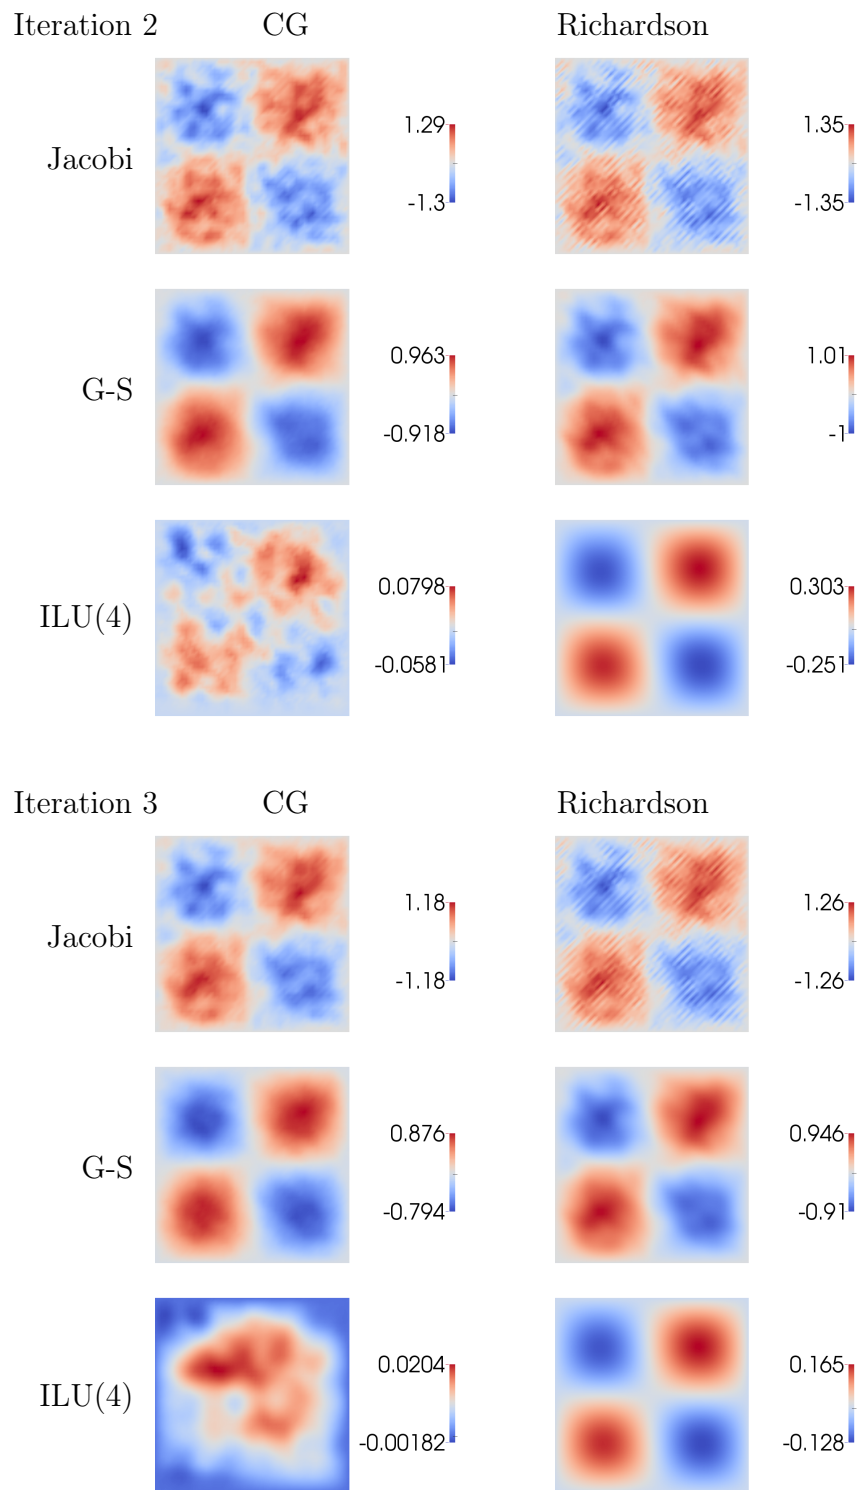 Iteration 2 CG Richardson
Jacobi 1.29 -1.3 1.35 -1.35
G-S 0.963 -0.918 1.01 -1
ILU(4) 0.0798 -0.0581 0.303 -0.251
Iteration 3 CG Richardson
Jacobi 1.18 -1.18 1.26 -1.26
G-S 0.876 -0.794 0.946 -0.91
ILU(4) 0.0204 -0.00182 0.165 -0.128